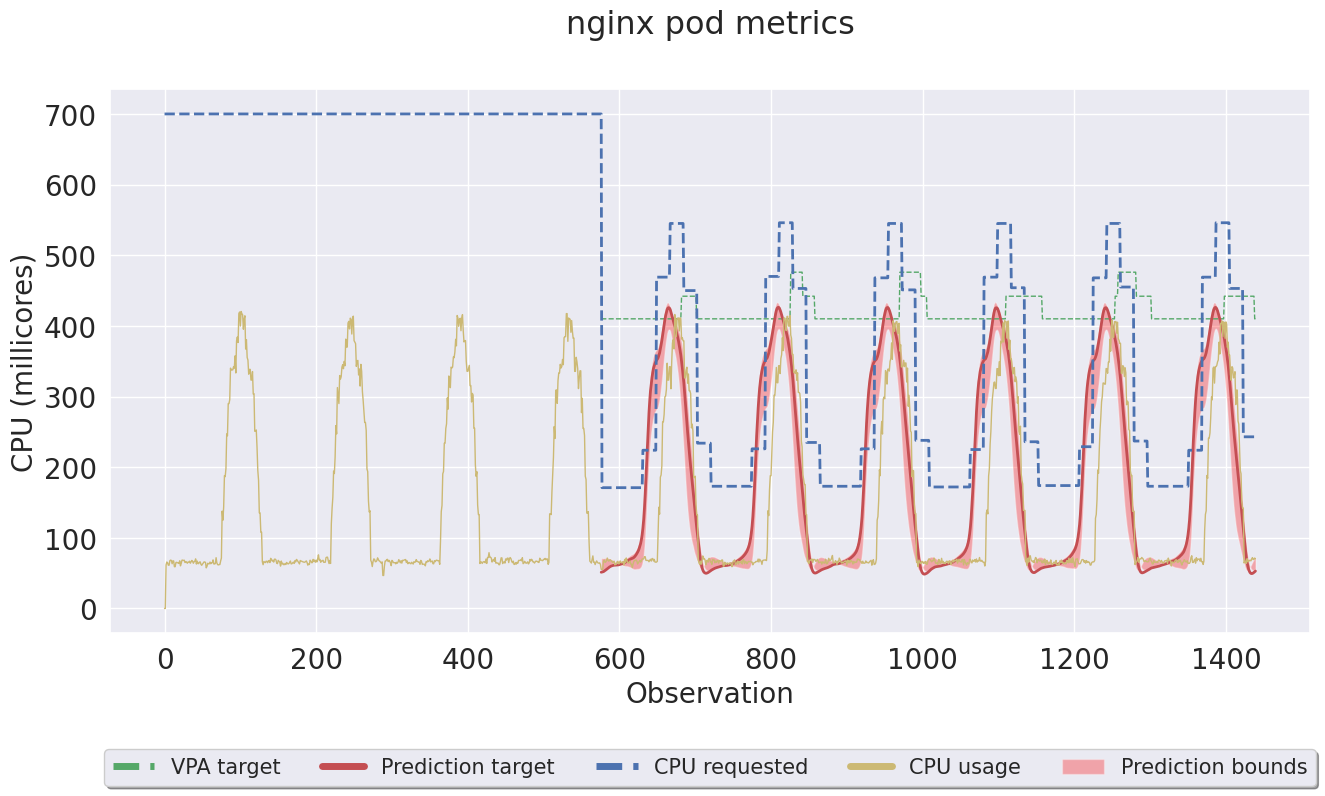 nginx pod metrics
CPU (millicores)
700
600
500
400
300
200
100
0
0 200 400 600 800 1000 1200 1400
Observation
VPA target Prediction target CPU requested CPU usage Prediction bounds